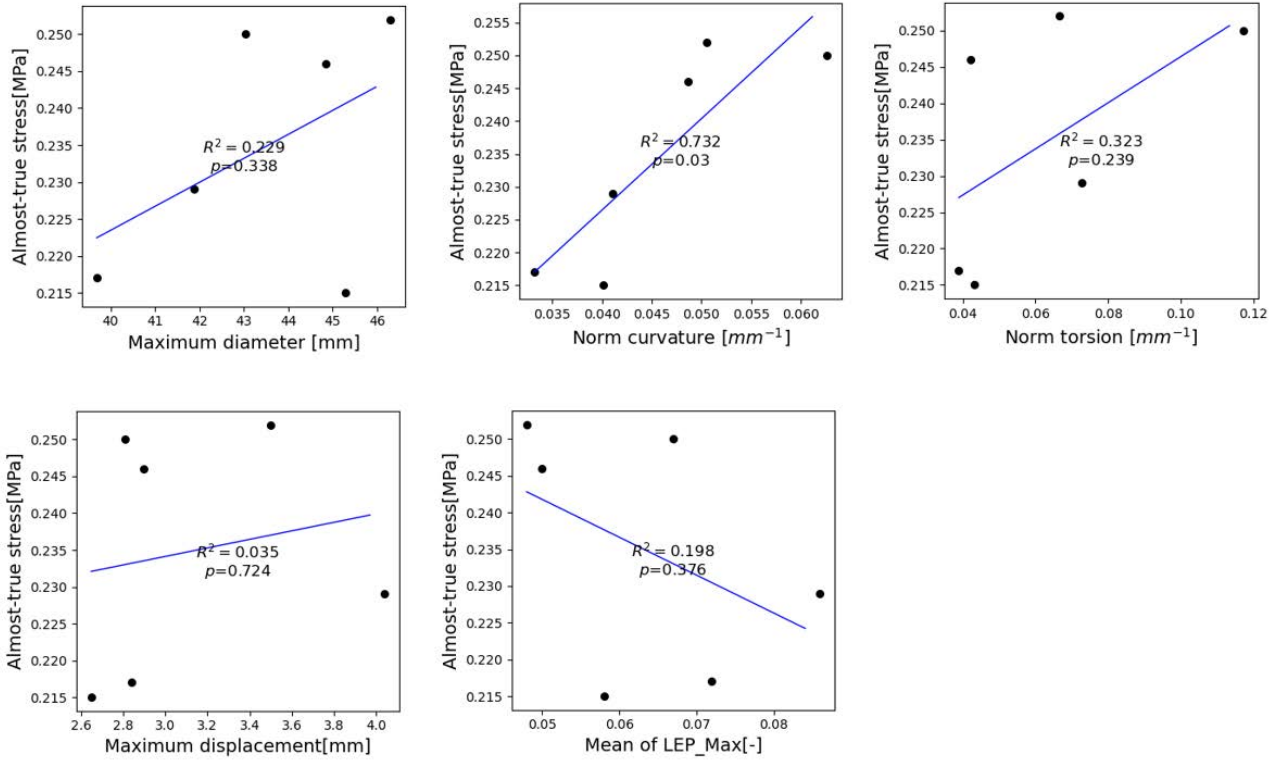 Almost-true stress[MPa]
0.250
0.245
0.240
0.235
0.230
0.225
0.220
0.215
R² = 0.229
p=0.338
40 41 42 43 44 45 46
Maximum diameter [mm]
Almost-true stress[MPa]
0.255
0.250
0.245
0.240
0.235
0.230
0.225
0.220
0.215
R² = 0.732
p=0.03
0.035 0.040 0.045 0.050 0.055 0.060
Norm curvature [mm⁻¹]
Almost-true stress[MPa]
0.250
0.245
0.240
0.235
0.230
0.225
0.220
0.215
R² = 0.323
p=0.239
0.04 0.06 0.08 0.10 0.12
Norm torsion [mm⁻¹]
Almost-true stress[MPa]
0.250
0.245
0.240
0.235
0.230
0.225
0.220
0.215
R² = 0.035
p=0.724
2.6 2.8 3.0 3.2 3.4 3.6 3.8 4.0
Maximum displacement[mm]
Almost-true stress[MPa]
0.250
0.245
0.240
0.235
0.230
0.225
0.220
0.215
R² = 0.198
p=0.376
0.05 0.06 0.07 0.08
Mean of LEP_Max[-]